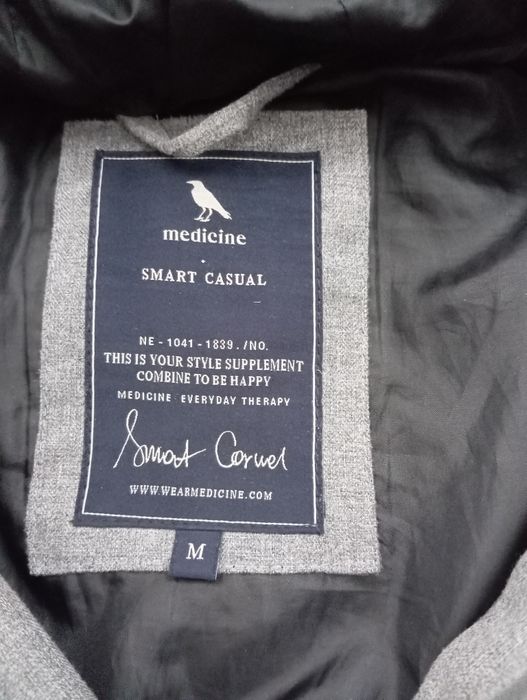 medicine
SMART CASUAL
NE - 1041 - 1839 . /NO.
THIS IS YOUR STYLE SUPPLEMENT
COMBINE TO BE HAPPY
MEDICINE EVERYDAY THERAPY
Smart Casual
WWW.WEARMEDICINE.COM
M